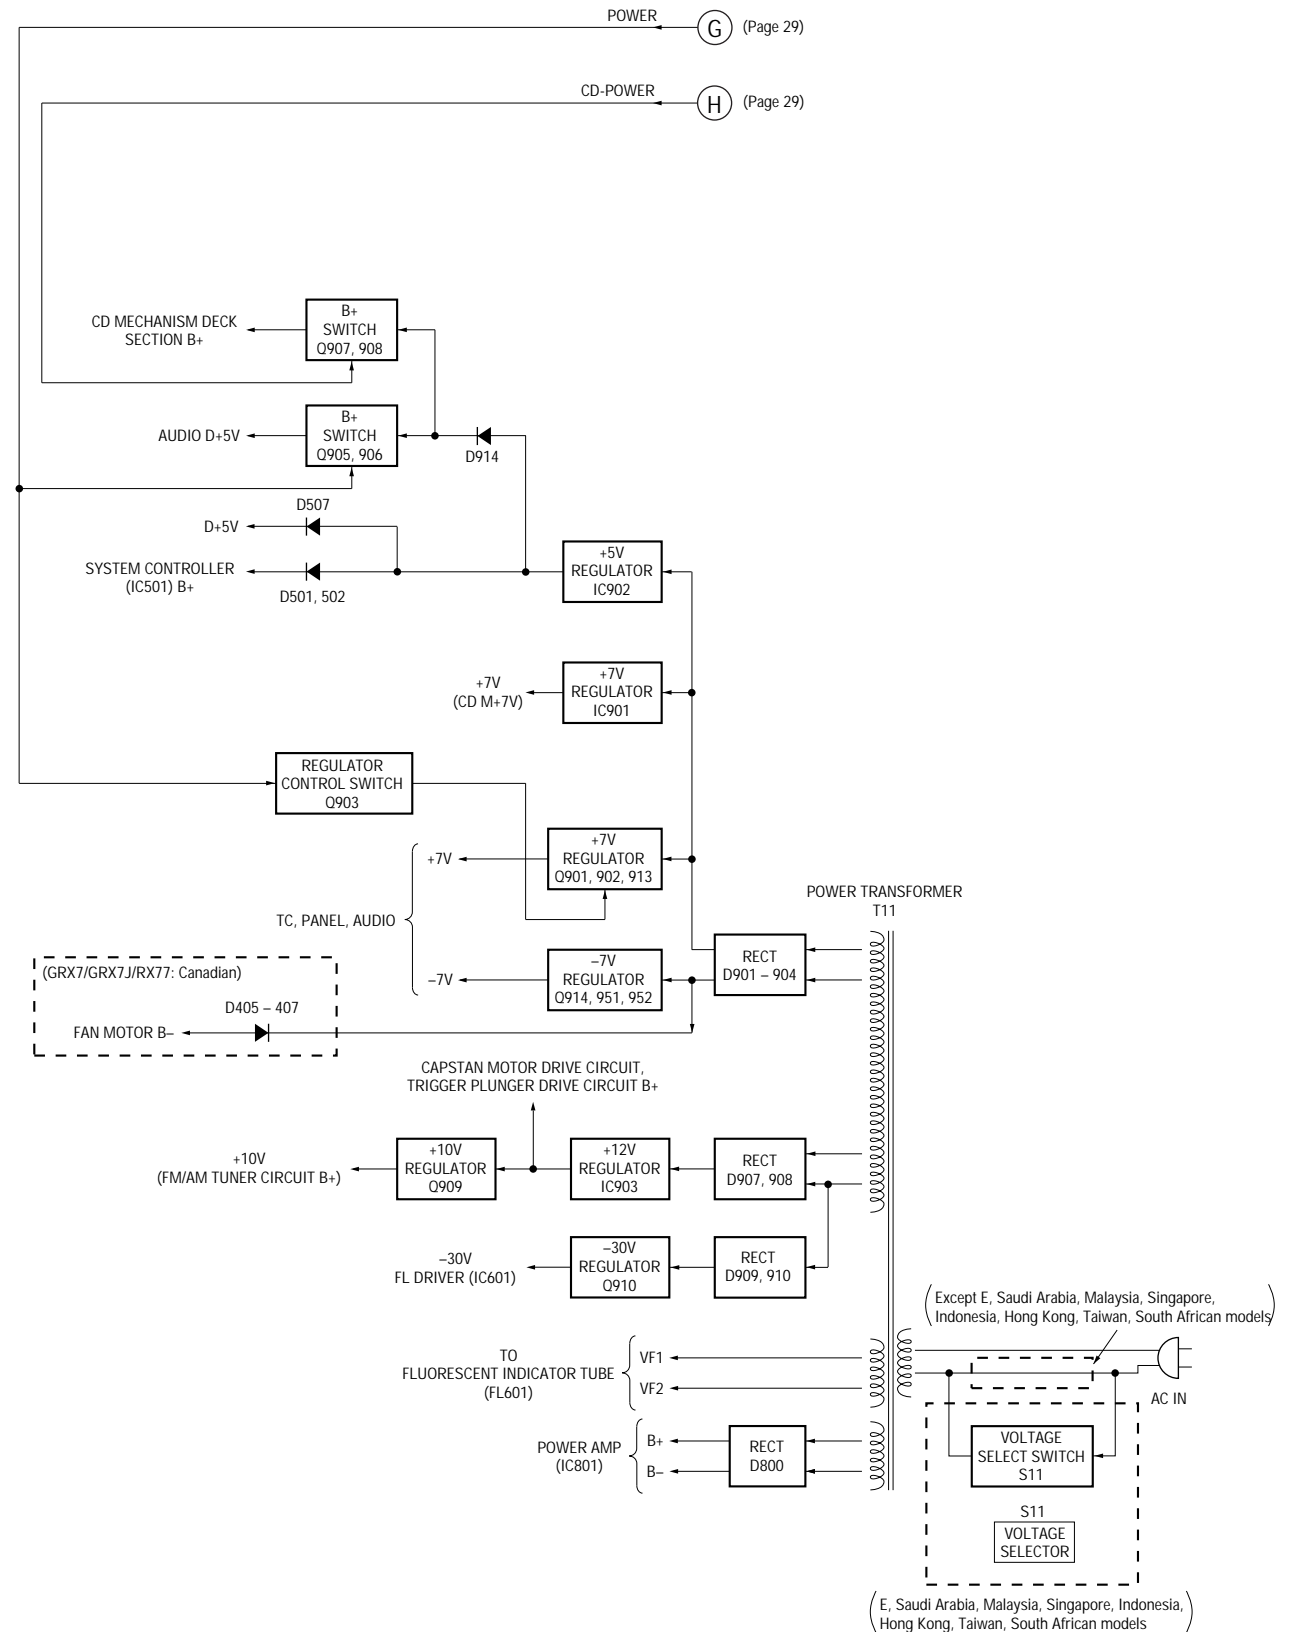 POWER
G
(Page 29)
CD-POWER
H
(Page 29)
B+
SWITCH
Q907, 908
CD MECHANISM DECK
SECTION B+
B+
SWITCH
Q905, 906
AUDIO D+5V
D914
D507
D+5V
SYSTEM CONTROLLER
(IC501) B+
D501, 502
+5V
REGULATOR
IC902
+7V
(CD M+7V)
+7V
REGULATOR
IC901
REGULATOR
CONTROL SWITCH
Q903
+7V
REGULATOR
Q901, 902, 913
+7V
TC, PANEL, AUDIO
POWER TRANSFORMER
T11
RECT
D901 – 904
–7V
REGULATOR
Q914, 951, 952
–7V
(GRX7/GRX7J/RX77: Canadian)
D405 – 407
FAN MOTOR B–
CAPSTAN MOTOR DRIVE CIRCUIT,
TRIGGER PLUNGER DRIVE CIRCUIT B+
+10V
(FM/AM TUNER CIRCUIT B+)
+10V
REGULATOR
Q909
+12V
REGULATOR
IC903
RECT
D907, 908
–30V
FL DRIVER (IC601)
–30V
REGULATOR
Q910
RECT
D909, 910
(Except E, Saudi Arabia, Malaysia, Singapore,
Indonesia, Hong Kong, Taiwan, South African models)
TO
FLUORESCENT INDICATOR TUBE
(FL601)
VF1
VF2
AC IN
POWER AMP
(IC801)
B+
B–
RECT
D800
VOLTAGE
SELECT SWITCH
S11
S11
VOLTAGE
SELECTOR
(E, Saudi Arabia, Malaysia, Singapore, Indonesia,
Hong Kong, Taiwan, South African models)